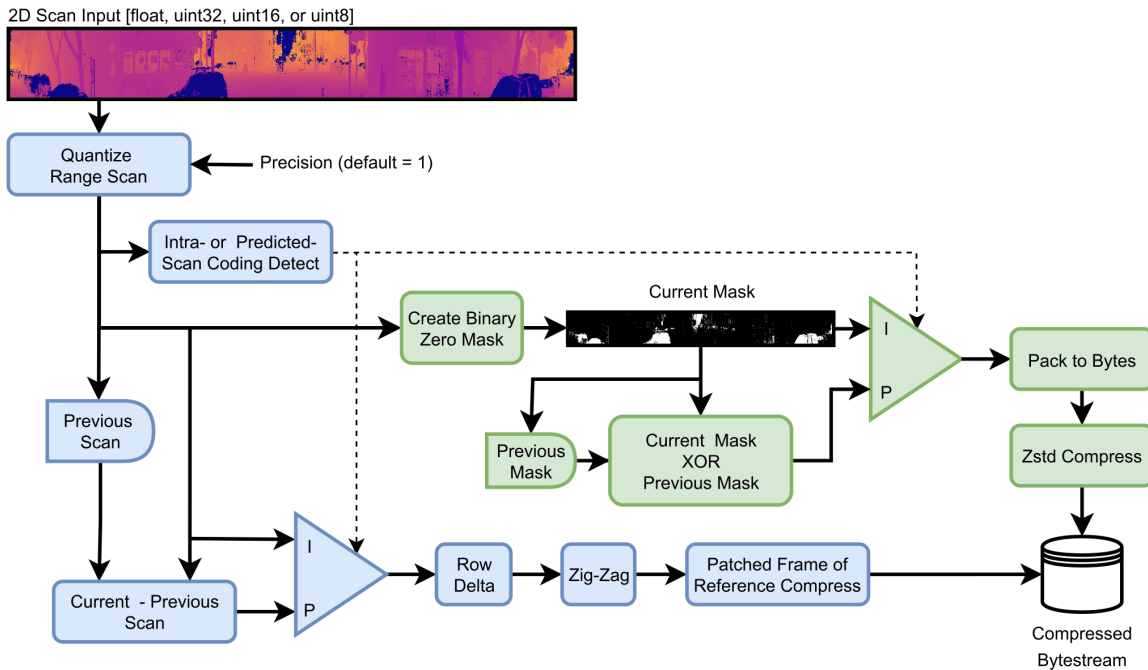 2D Scan Input [float, uint32, uint16, or uint8]
Quantize
Range Scan
Precision (default = 1)
Intra- or Predicted-
Scan Coding Detect
Current Mask
Create Binary
Zero Mask
I
P
Pack to Bytes
Previous
Scan
Previous
Mask
Current Mask
XOR
Previous Mask
Zstd Compress
I
P
Row
Delta
Zig-Zag
Patched Frame of
Reference Compress
Current - Previous
Scan
Compressed
Bytestream